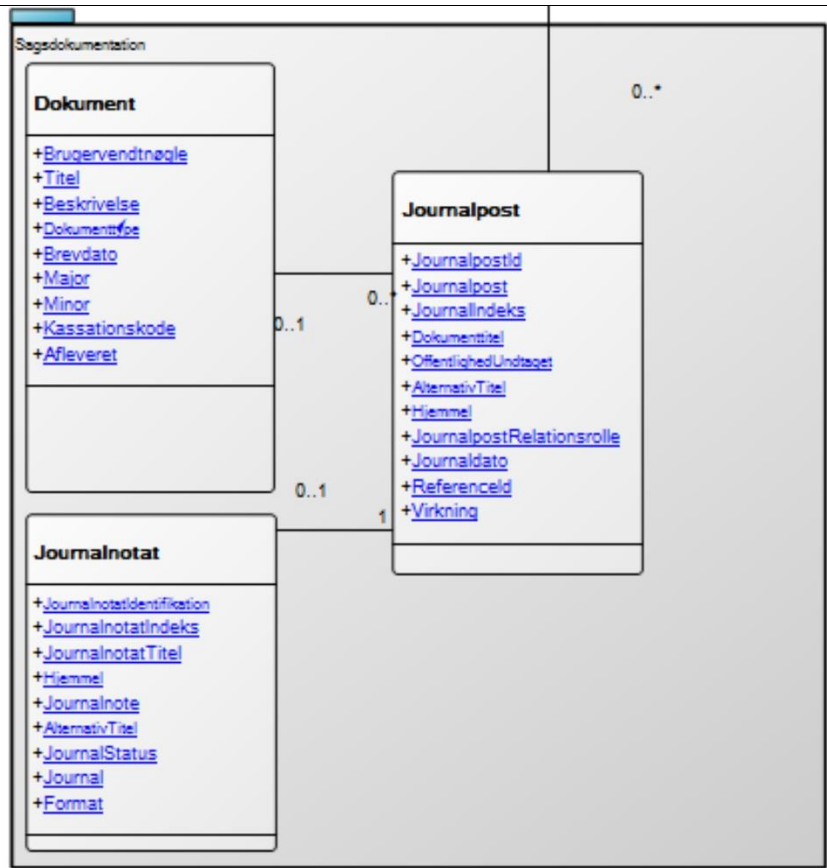 Sagsdokumentation
Dokument
+Brugervendtnøgle
+Titel
+Beskrivelse
+Dokumenttype
+Brevdato
+Major
+Minor
+Kassationskode
+Afleveret
0..1
0..*
0..*
Journalpost
+JournalpostId
+Journalpost
+JournalIndeks
+Dokumenttitel
+OffentlighedUndtaget
+AlternativTitel
+Hjemmel
+JournalpostRelationsrolle
+Journaldato
+ReferenceId
+Virkning
0..1
1
Journalnotat
+JournalnotatIdentifikation
+JournalnotatIndeks
+JournalnotatTitel
+Hjemmel
+Journalnote
+AlternativTitel
+JournalStatus
+Journal
+Format